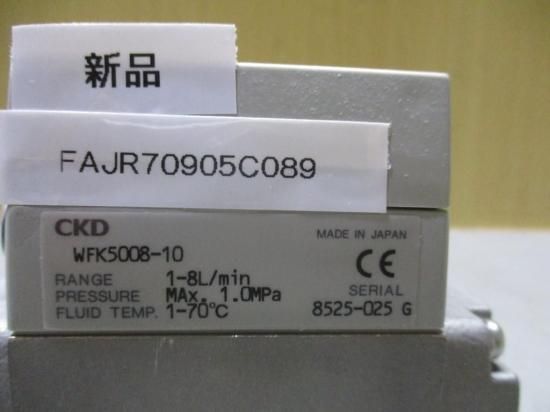 新品
FAJR70905C089
CKD
MADE IN JAPAN
WFK5008-10
CE
RANGE 1-8L/min
PRESSURE MAx. 1.0MPa
SERIAL
FLUID TEMP. 1-70℃
8525-025 G